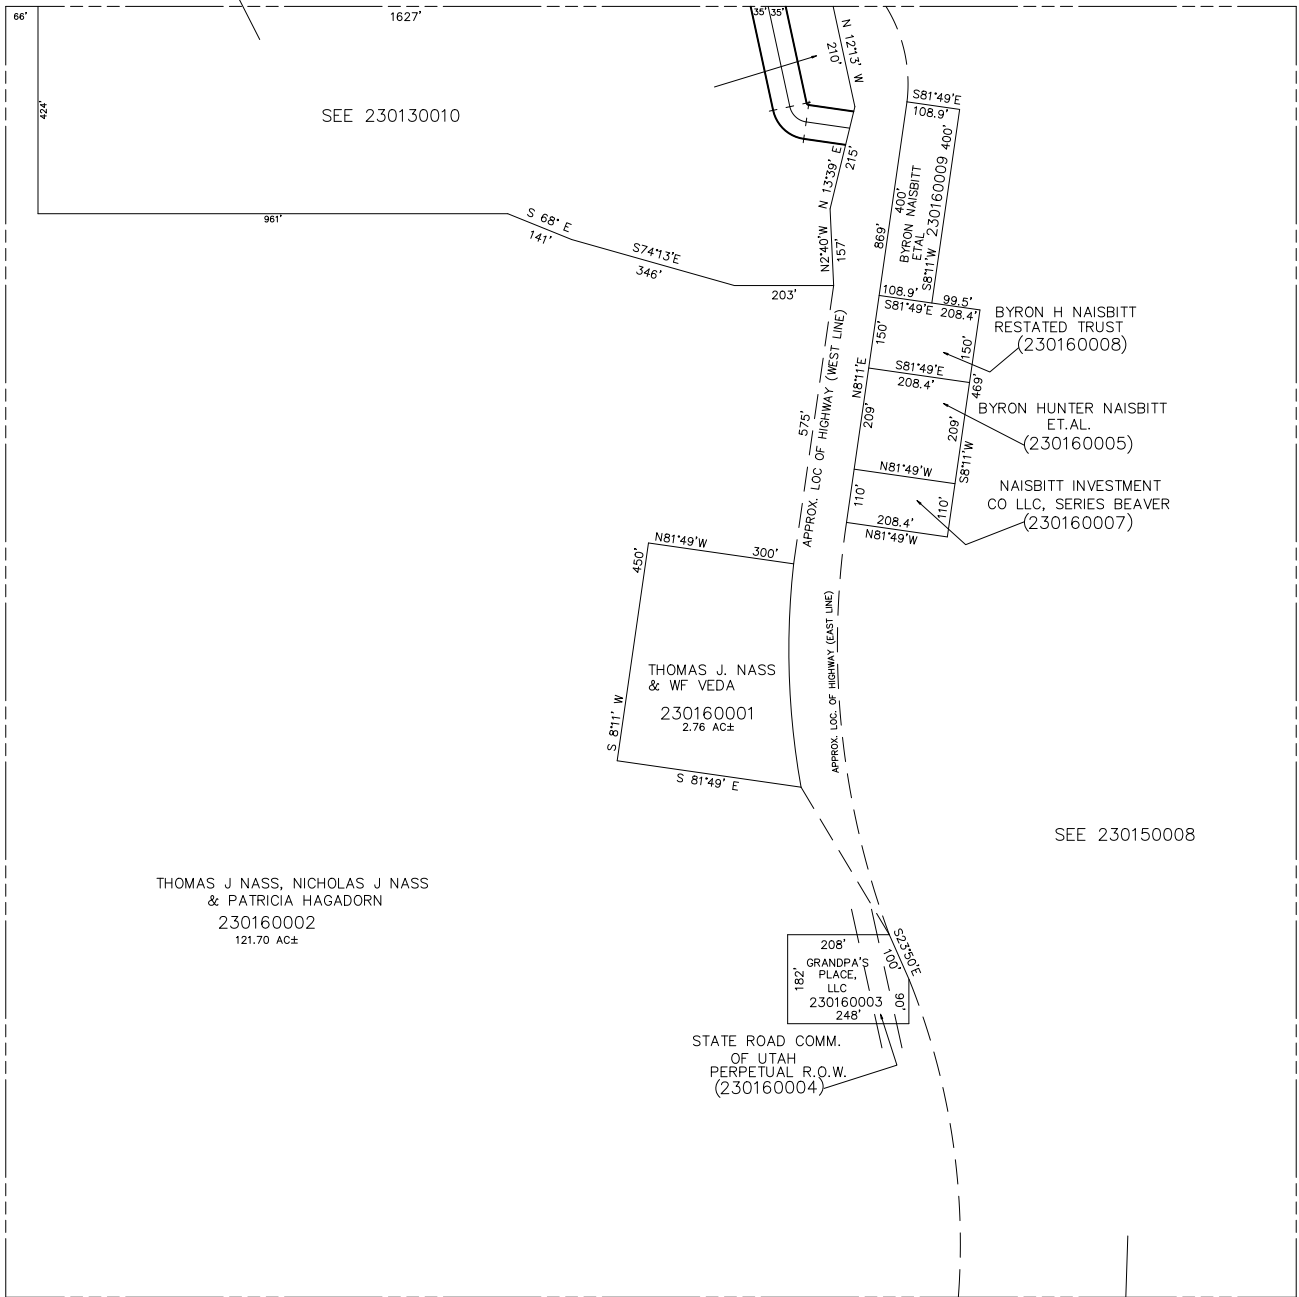 66'
1627'
35' 35'
N 12°13' W
210'
424'
SEE 230130010
S81°49'E
108.9'
N 13°39' E
215'
400'
869'
BYRON NAISBITT
ETAL
230160009
400'
S8°11'W
961'
S 68° E
141'
S74°13'E
346'
203'
N2°40'W
157'
108.9'
S81°49'E
99.5'
208.4'
BYRON H NAISBITT
RESTATED TRUST
(230160008)
150'
150'
S81°49'E
208.4'
N8°11'E
469'
575'
APPROX. LOC OF HIGHWAY (WEST LINE)
209'
209'
S8°11'W
BYRON HUNTER NAISBITT
ET.AL.
(230160005)
N81°49'W
NAISBITT INVESTMENT
CO LLC, SERIES BEAVER
(230160007)
110'
110'
208.4'
N81°49'W
N81°49'W
300'
450'
S 8°11' W
THOMAS J. NASS
& WF VEDA
230160001
2.76 AC±
S 81°49' E
APPROX. LOC. OF HIGHWAY (EAST LINE)
SEE 230150008
THOMAS J NASS, NICHOLAS J NASS
& PATRICIA HAGADORN
230160002
121.70 AC±
208'
S23°50'E
100'
182'
GRANDPA'S
PLACE,
LLC
230160003
248'
90'
STATE ROAD COMM.
OF UTAH
PERPETUAL R.O.W.
(230160004)